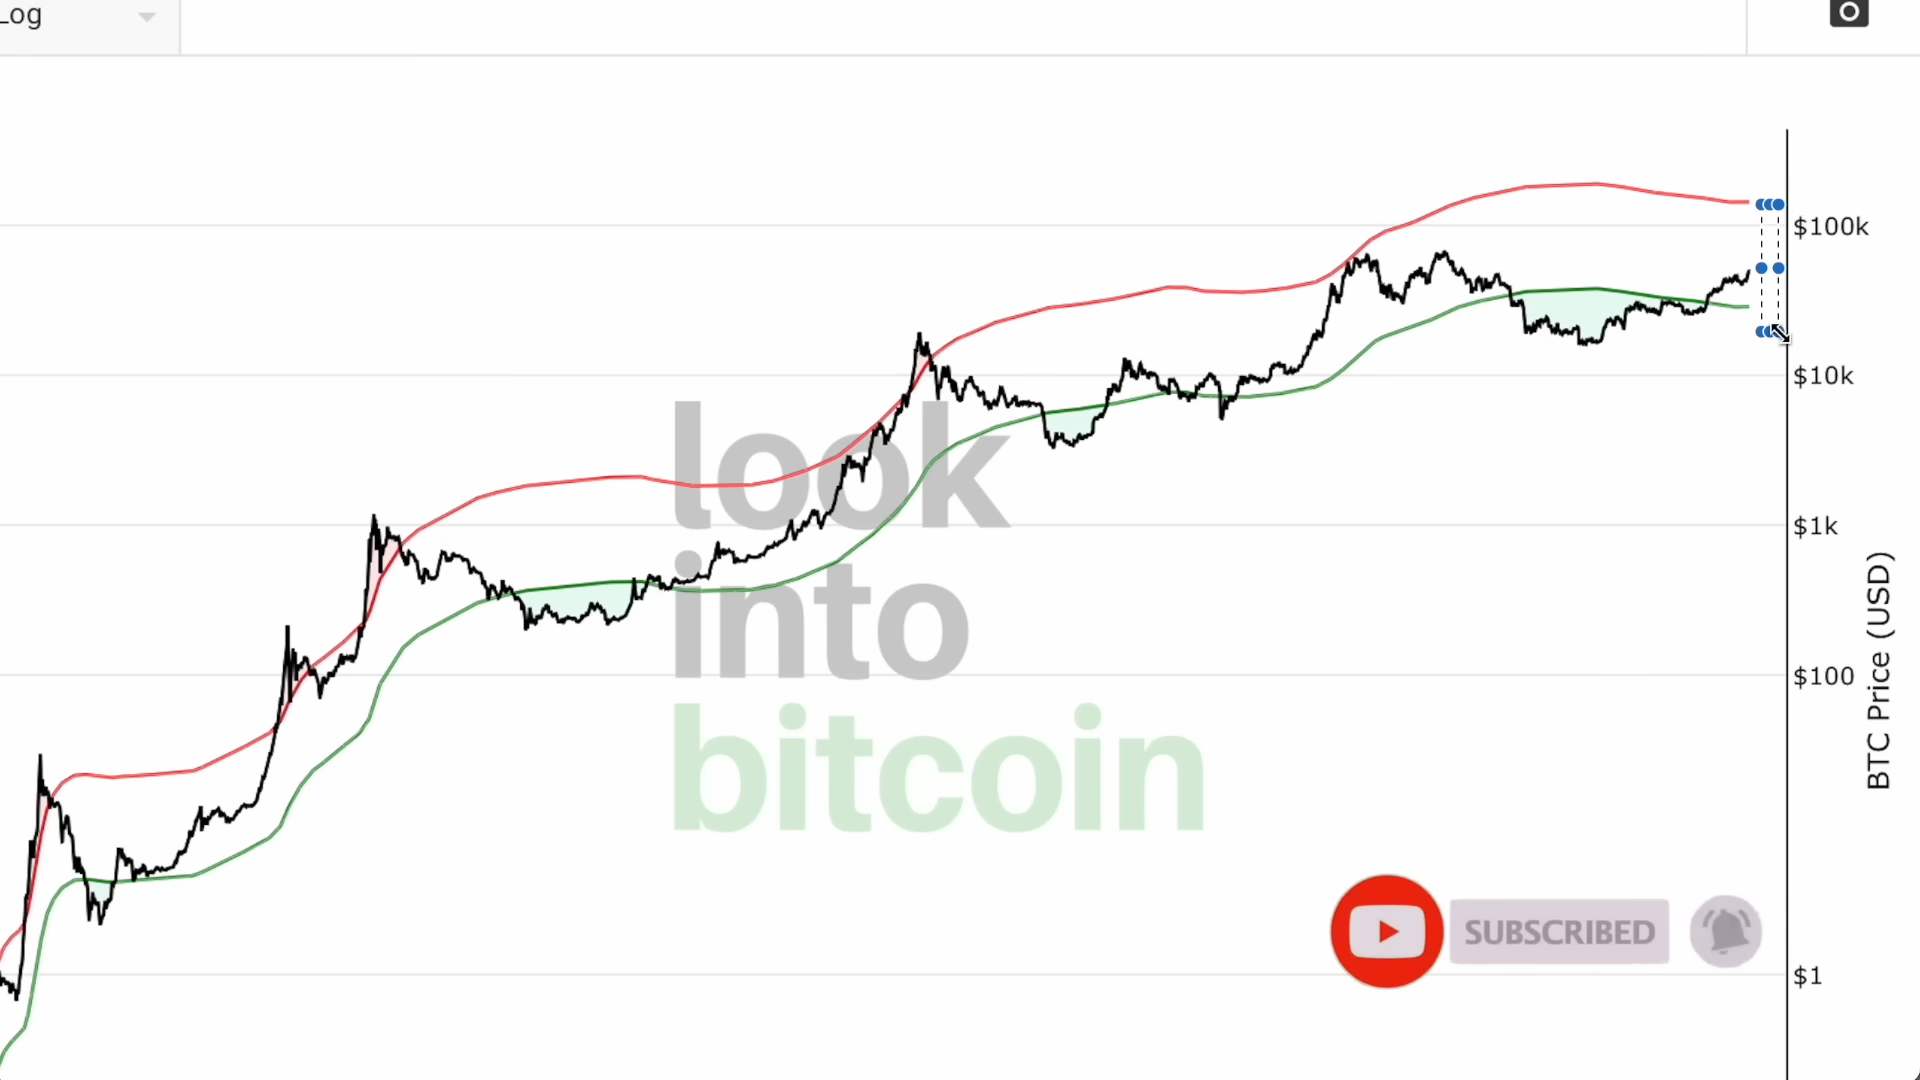 Log
$100k
$10k
$1k
$100
$1
BTC Price (USD)
look
into
bitcoin
SUBSCRIBED